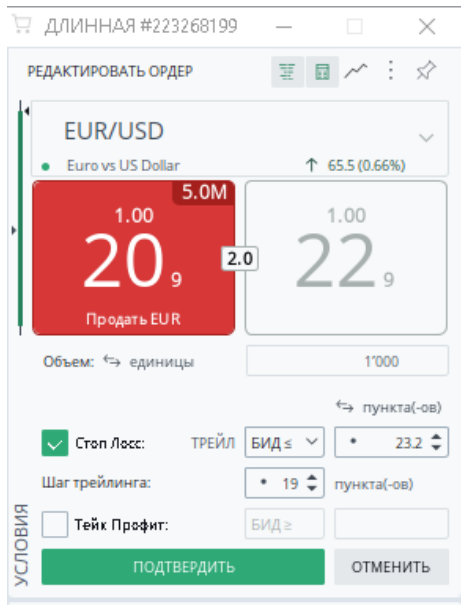 ДЛИННАЯ #223268199
РЕДАКТИРОВАТЬ ОРДЕР
EUR/USD
Euro vs US Dollar ↑ 65.5 (0.66%)
5.0M
1.00 1.00
20 9 2.0 22 9
Продать EUR
Объем: единицы 1'000
пункта(-ов)
Стоп Лосс: ТРЕЙЛ БИД ≤ 23.2
Шаг трейлинга: 19 пункта(-ов)
Тейк Профит: БИД ≥
УСЛОВИЯ
ПОДТВЕРДИТЬ ОТМЕНИТЬ